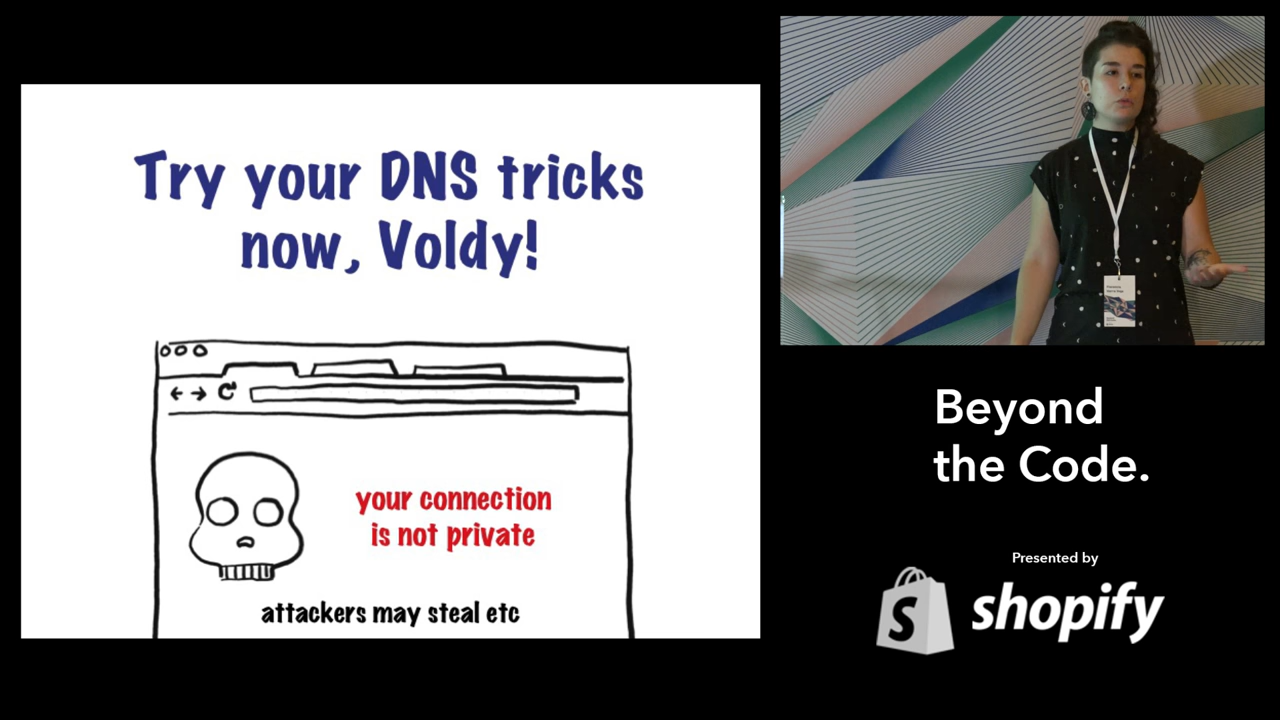 Try your DNS tricks
now, Voldy!
your connection
is not private
attackers may steal etc
Beyond
the Code.
Presented by
shopify